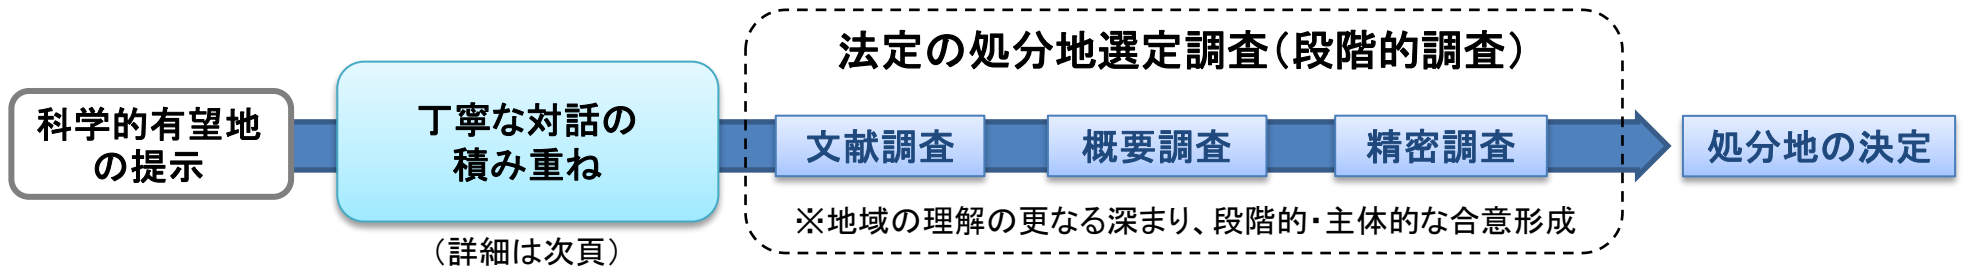 科学的有望地
の提示
丁寧な対話の
積み重ね
（詳細は次頁）
法定の処分地選定調査（段階的調査）
文献調査
概要調査
精密調査
※地域の理解の更なる深まり、段階的・主体的な合意形成
処分地の決定